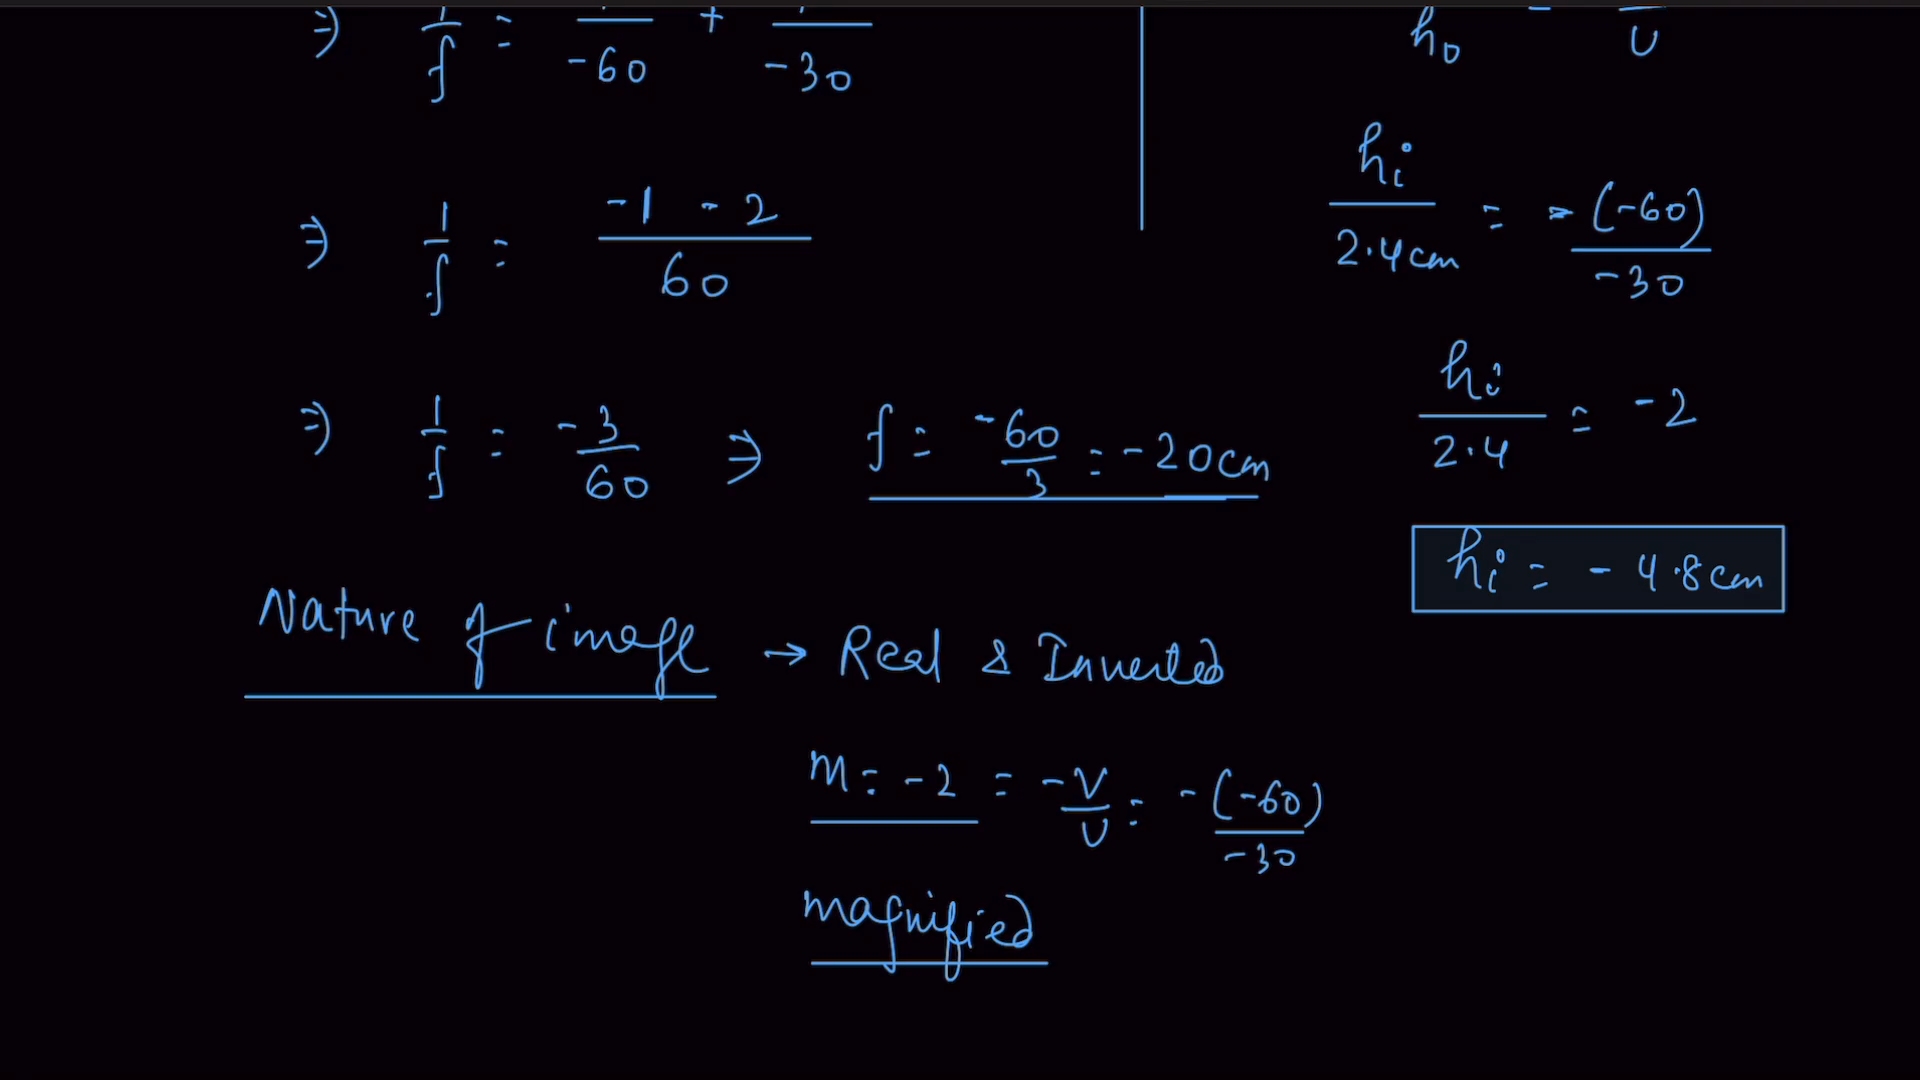 ⇒ 1/f = 1/-60 + 1/-30
⇒ 1/f = -1 - 2/60
⇒ 1/f = -3/60 ⇒ f = -60/3 = -20cm
Nature of image → Real & Inverted
m = -2 = -v/u = -(-60)/-30
magnified
ho = u
hi/2.4cm = -(-60)/-30
hi/2.4 = -2
hi = -4.8cm